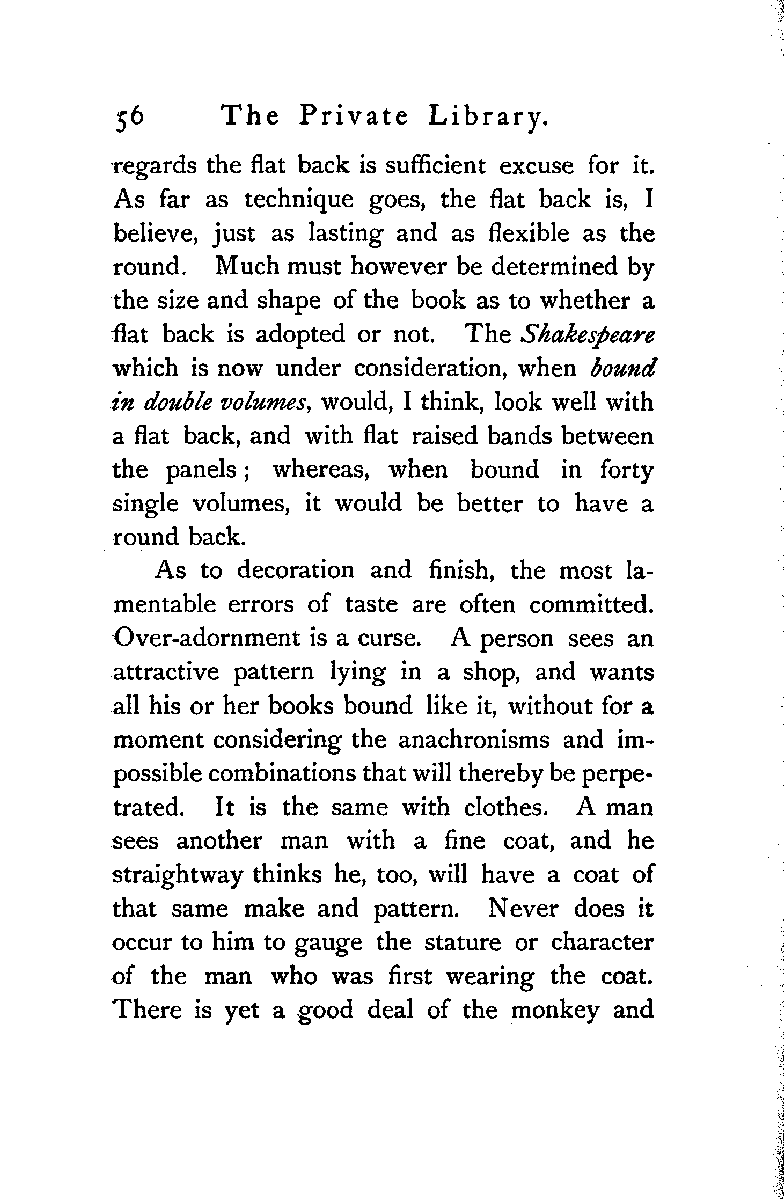 56 The Private Library.
regards the flat back is sufficient excuse for it.
As far as technique goes, the flat back is, I
believe, just as lasting and as flexible as the
round. Much must however be determined by
the size and shape of the book as to whether a
flat back is adopted or not. The Shakespeare
which is now under consideration, when bound
in double volumes, would, I think, look well with
a flat back, and with flat raised bands between
the panels ; whereas, when bound in forty
single volumes, it would be better to have a
round back.
As to decoration and finish, the most la-
mentable errors of taste are often committed.
Over-adornment is a curse. A person sees an
attractive pattern lying in a shop, and wants
all his or her books bound like it, without for a
moment considering the anachronisms and im-
possible combinations that will thereby be perpe-
trated. It is the same with clothes. A man
sees another man with a fine coat, and he
straightway thinks he, too, will have a coat of
that same make and pattern. Never does it
occur to him to gauge the stature or character
of the man who was first wearing the coat.
There is yet a good deal of the monkey and